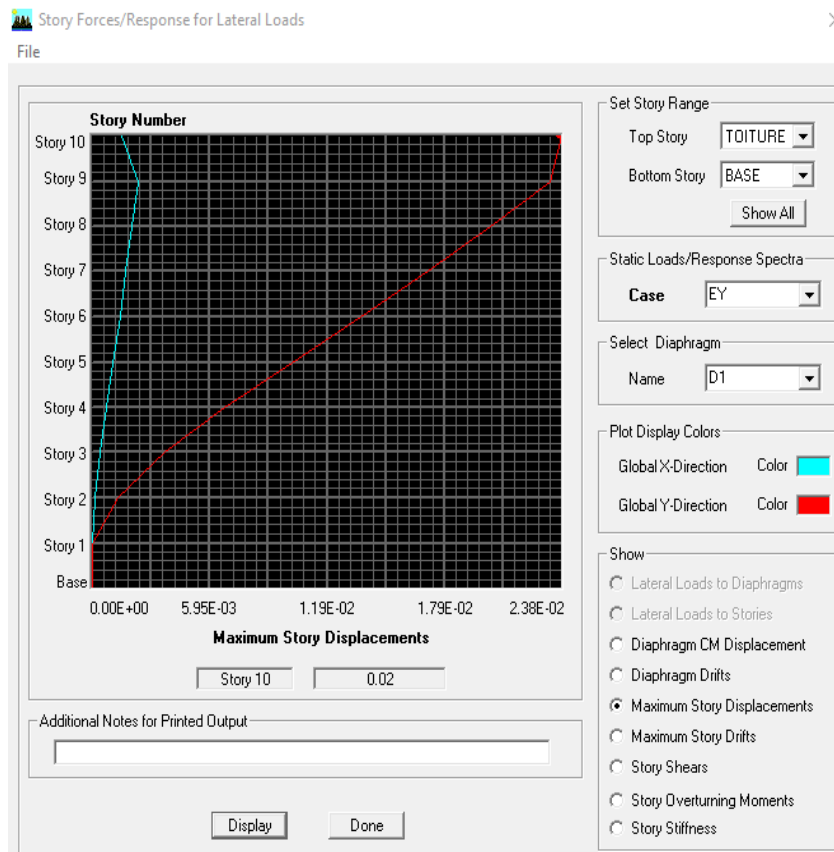 Story Forces/Response for Lateral Loads
File
Story Number
Story 10
Story 9
Story 8
Story 7
Story 6
Story 5
Story 4
Story 3
Story 2
Story 1
Base
0.00E+00 5.95E-03 1.19E-02 1.79E-02 2.38E-02
Maximum Story Displacements
Story 10 0.02
Additional Notes for Printed Output
Display Done
Set Story Range
Top Story TOITURE
Bottom Story BASE
Show All
Static Loads/Response Spectra
Case EY
Select Diaphragm
Name D1
Plot Display Colors
Global X-Direction Color
Global Y-Direction Color
Show
Lateral Loads to Diaphragms
Lateral Loads to Stories
Diaphragm CM Displacement
Diaphragm Drifts
Maximum Story Displacements
Maximum Story Drifts
Story Shears
Story Overturning Moments
Story Stiffness